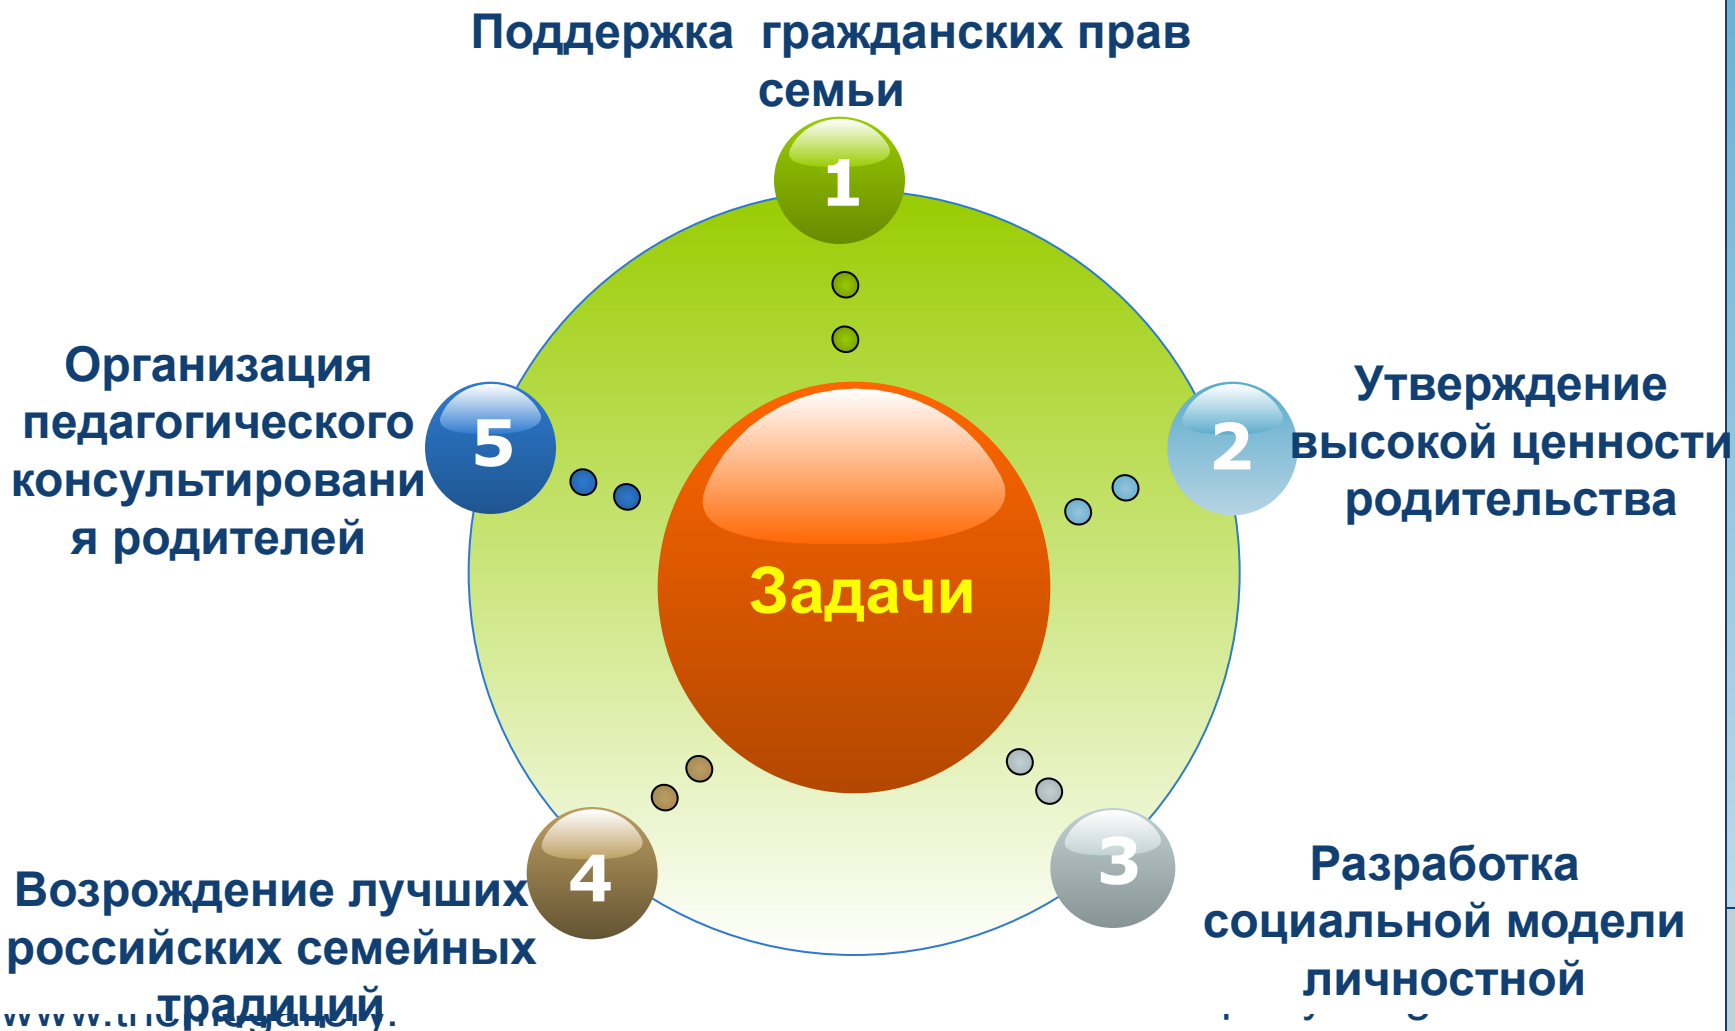 Поддержка гражданских прав
семьи
1
Организация
педагогического
консультировани
я родителей
5
2
Утверждение
высокой ценности
родительства
Задачи
4
Возрождение лучших
российских семейных
традиций
3
Разработка
социальной модели
личностной